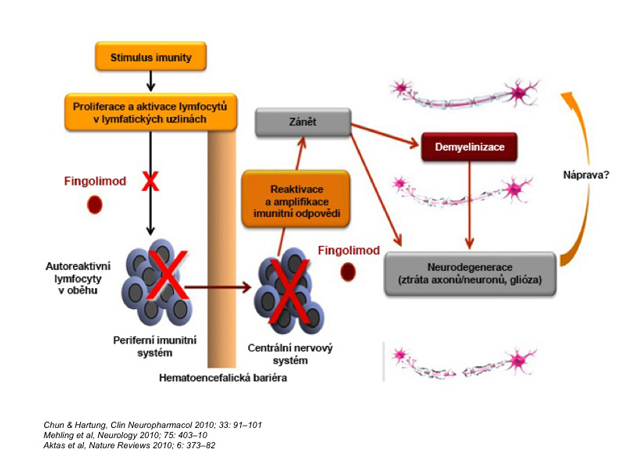 Stimulus imunity
Proliferace a aktivace lymfocytů
v lymfatických uzlinách
Zánět
Demyelinizace
Náprava?
Fingolimod
X
Reaktivace
a amplifikace
imunitní odpovědi
Fingolimod
Autoreaktivní
lymfocyty
v oběhu
Neurodegenerace
(ztráta axonů/neuronů, glióza)
Periferní imunitní
systém
Centrální nervový
systém
Hematoencefalická bariéra
Chun & Hartung, Clin Neuropharmacol 2010; 33: 91–101
Mehling et al, Neurology 2010; 75: 403–10
Aktas et al, Nature Reviews 2010; 6: 373–82